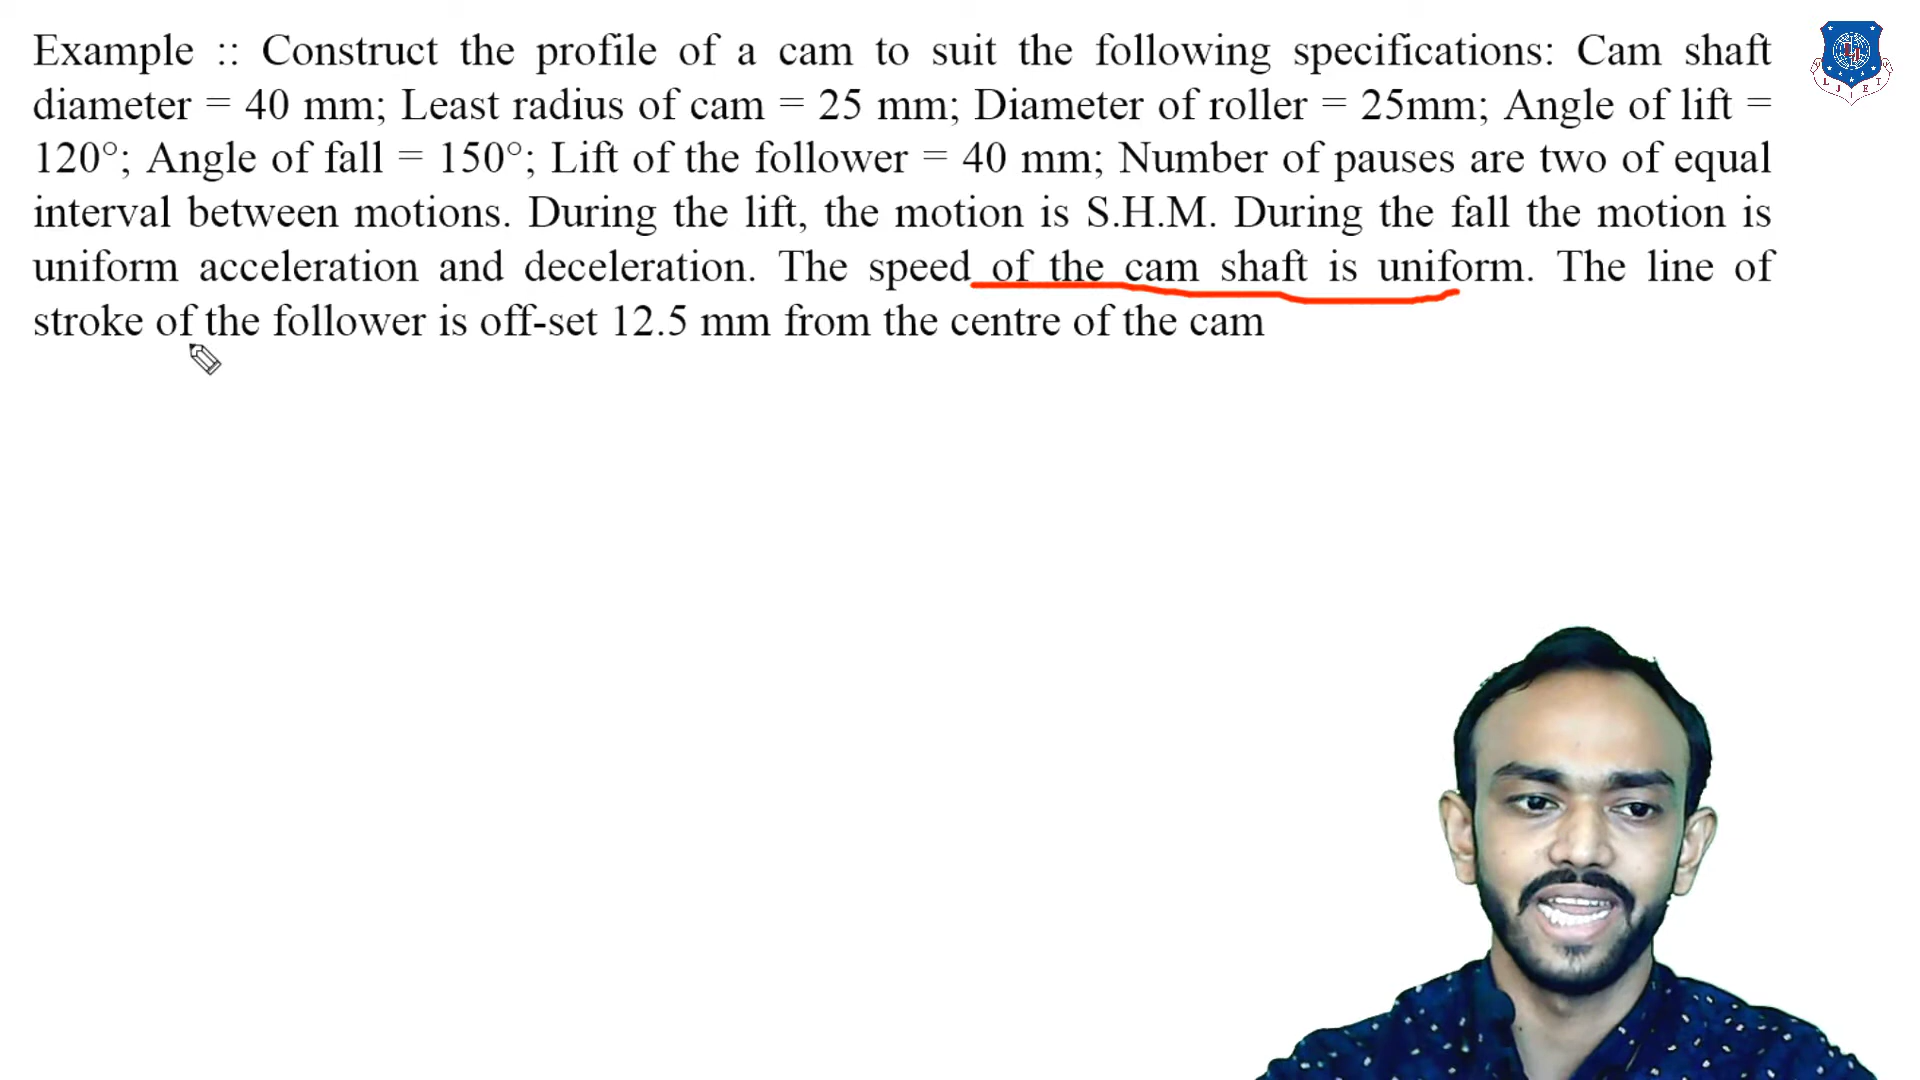 Example :: Construct the profile of a cam to suit the following specifications: Cam shaft
diameter = 40 mm; Least radius of cam = 25 mm; Diameter of roller = 25mm; Angle of lift =
120°; Angle of fall = 150°; Lift of the follower = 40 mm; Number of pauses are two of equal
interval between motions. During the lift, the motion is S.H.M. During the fall the motion is
uniform acceleration and deceleration. The speed of the cam shaft is uniform. The line of
stroke of the follower is off-set 12.5 mm from the centre of the cam
L J I E T